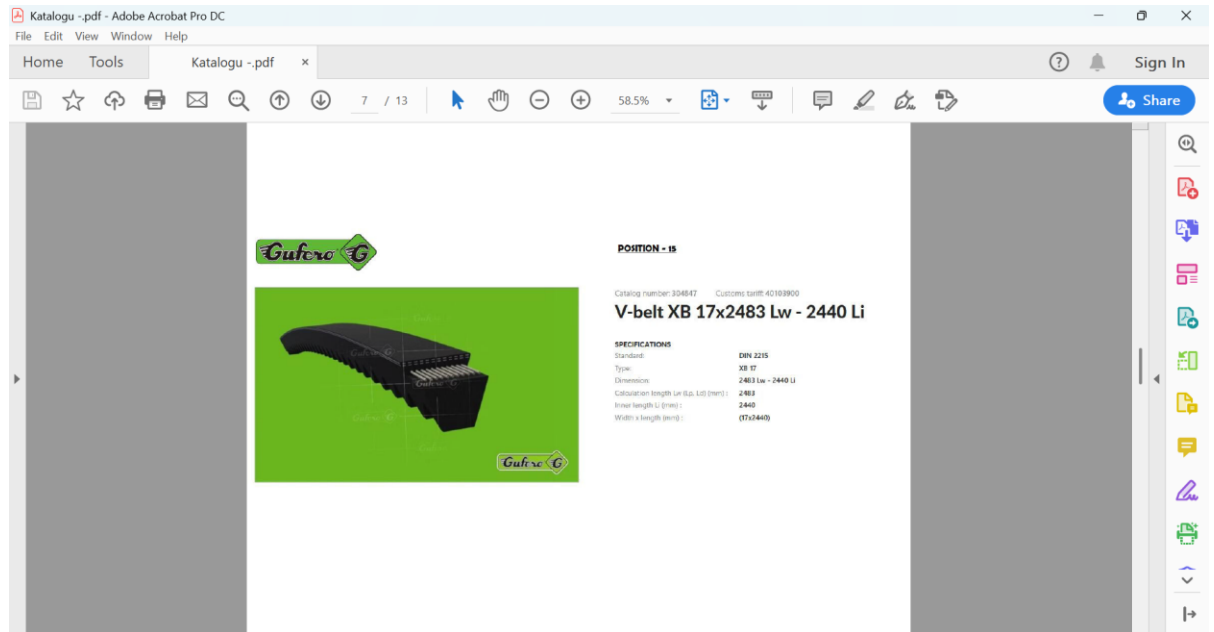 Katalogu -.pdf - Adobe Acrobat Pro DC
File Edit View Window Help
Home Tools Katalogu -.pdf × Sign In
7 / 13 58.5% Share
Gufero G
POSITION - 15
Catalog number: 304847 Customs tariff: 40103900
V-belt XB 17x2483 Lw - 2440 Li
SPECIFICATIONS
Standard: DIN 2215
Type: XB 17
Dimension: 2483 Lw - 2440 Li
Calculation length Lw (Lp, Ld) (mm) : 2483
Inner length Li (mm) : 2440
Width x length (mm) : (17x2440)
Gufero G
Gufero G
Gufero G
Gufero G